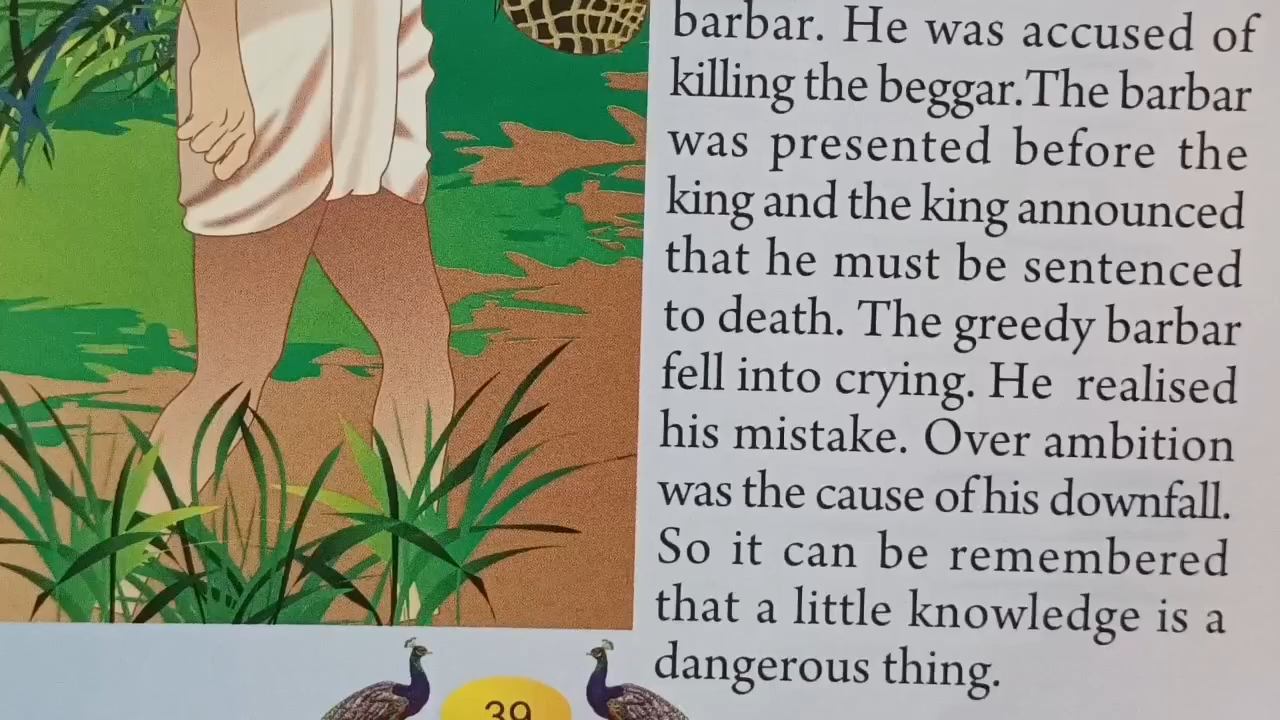 barbar. He was accused of
killing the beggar.The barbar
was presented before the
king and the king announced
that he must be sentenced
to death. The greedy barbar
fell into crying. He realised
his mistake. Over ambition
was the cause of his downfall.
So it can be remembered
that a little knowledge is a
dangerous thing.
39